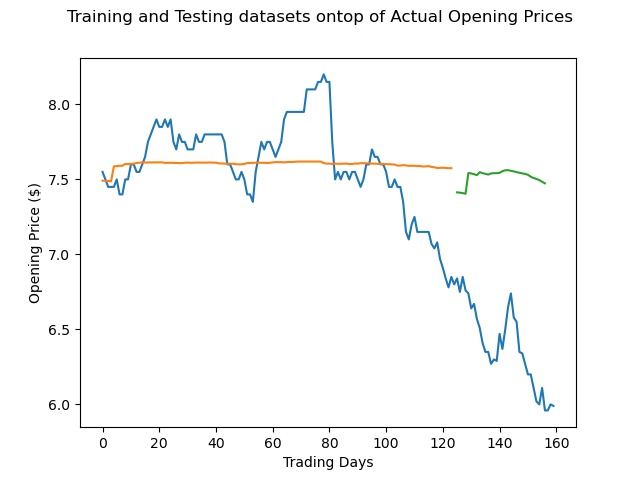 Training and Testing datasets ontop of Actual Opening Prices
Opening Price ($)
8.0
7.5
7.0
6.5
6.0
0 20 40 60 80 100 120 140 160
Trading Days